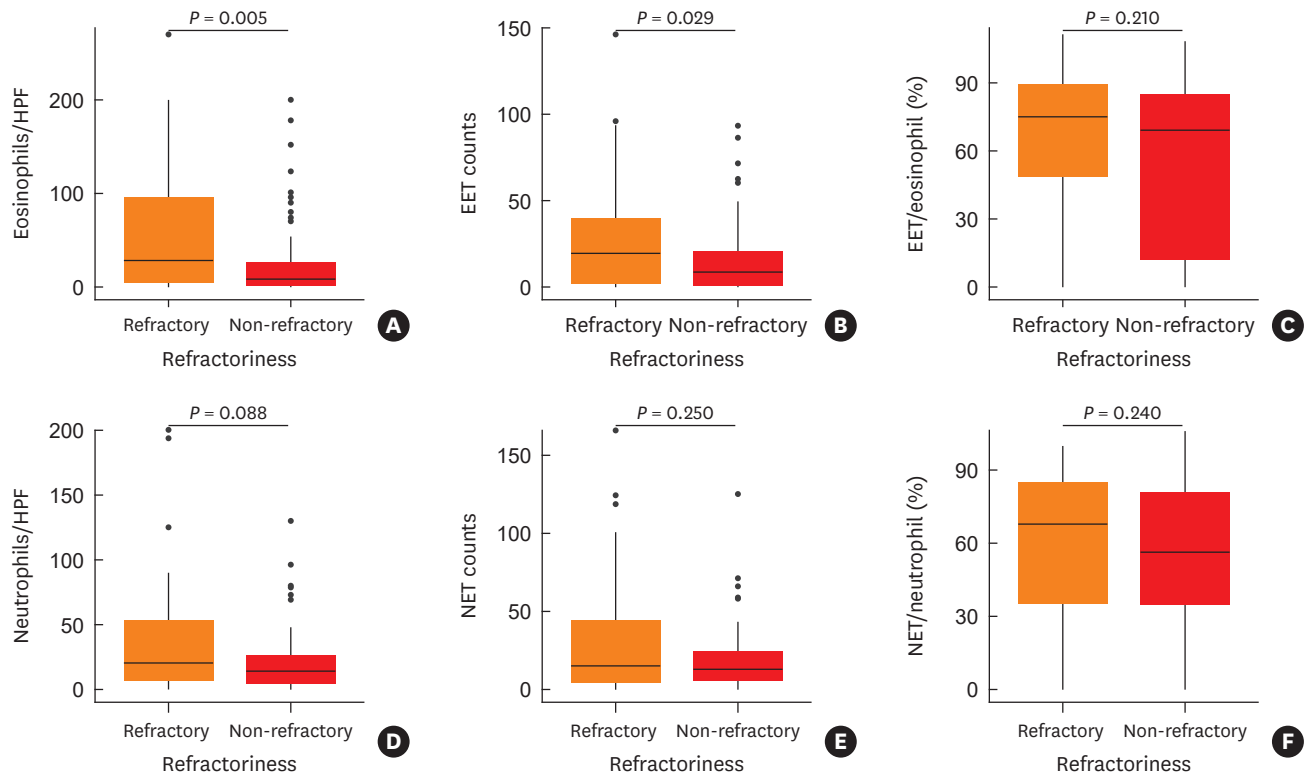 P = 0.005
Eosinophils/HPF
200
100
0
Refractory Non-refractory
Refractoriness
A
P = 0.029
EET counts
150
100
50
0
Refractory Non-refractory
Refractoriness
B
P = 0.210
EET/eosinophil (%)
90
60
30
0
Refractory Non-refractory
Refractoriness
C
P = 0.088
Neutrophils/HPF
200
150
100
50
0
Refractory Non-refractory
Refractoriness
D
P = 0.250
NET counts
150
100
50
0
Refractory Non-refractory
Refractoriness
E
P = 0.240
NET/neutrophil (%)
90
60
30
0
Refractory Non-refractory
Refractoriness
F